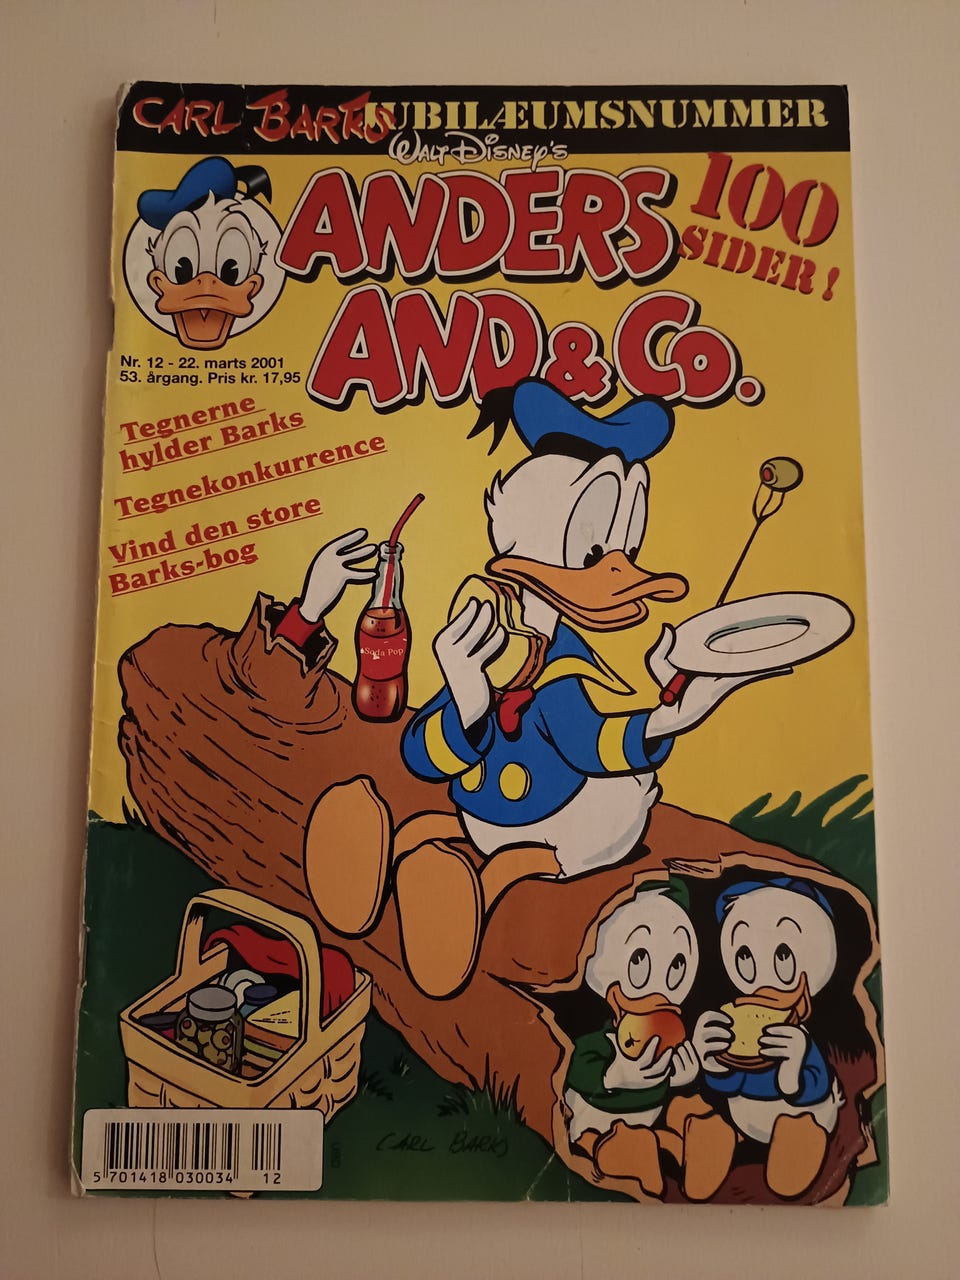 CARL BARKS JUBILÆUMSNUMMER
WALT DISNEY'S
ANDERS
AND & CO.
100
SIDER!
Nr. 12 - 22. marts 2001
53. årgang. Pris kr. 17,95
Tegnerne
hylder Barks
Tegnekonkurrence
Vind den store
Barks-bog
Soda Pop
CARL BARKS
5 701418 030034 12